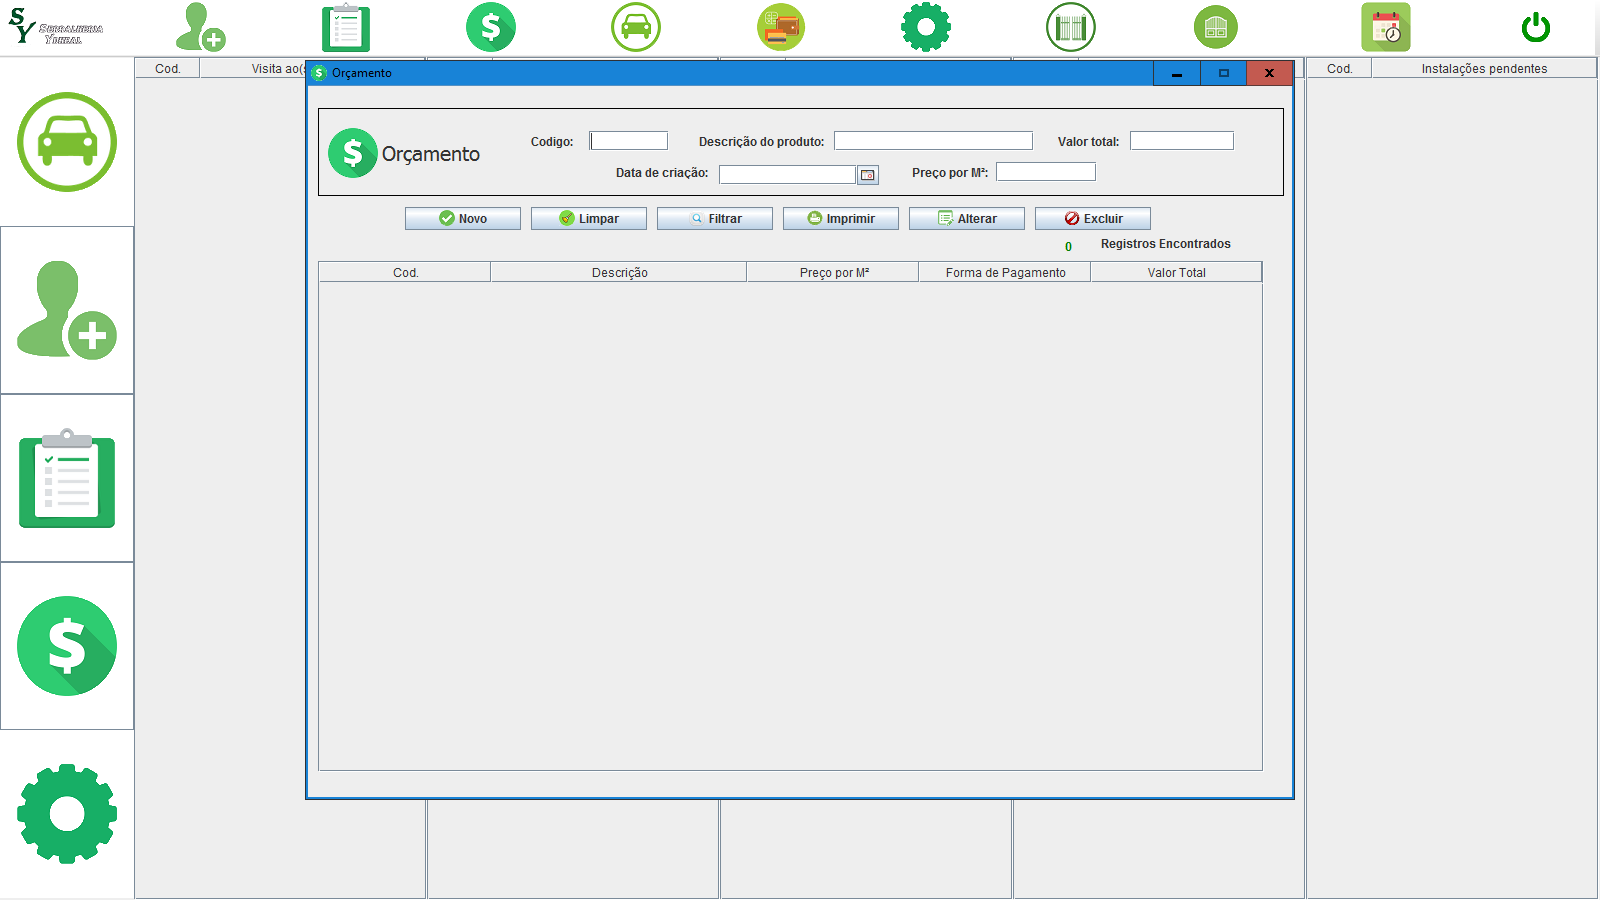 SY Serralheria
Yideal
Cod.
Visita ao(s
Cod.
Instalações pendentes
Orçamento
Orçamento
Codigo:
Descrição do produto:
Valor total:
Data de criação:
Preço por M²:
Novo
Limpar
Filtrar
Imprimir
Alterar
Excluir
0 Registros Encontrados
Cod.
Descrição
Preço por M²
Forma de Pagamento
Valor Total